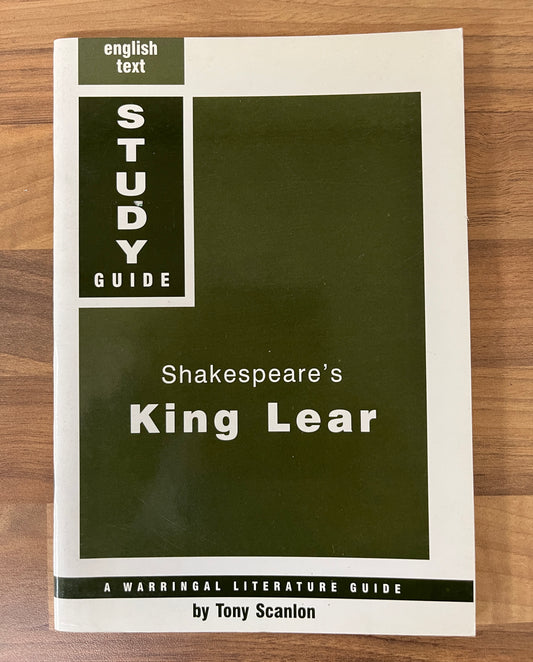 english
text
STUDY
GUIDE
Shakespeare's
King Lear
A WARRINGAL LITERATURE GUIDE
by Tony Scanlon